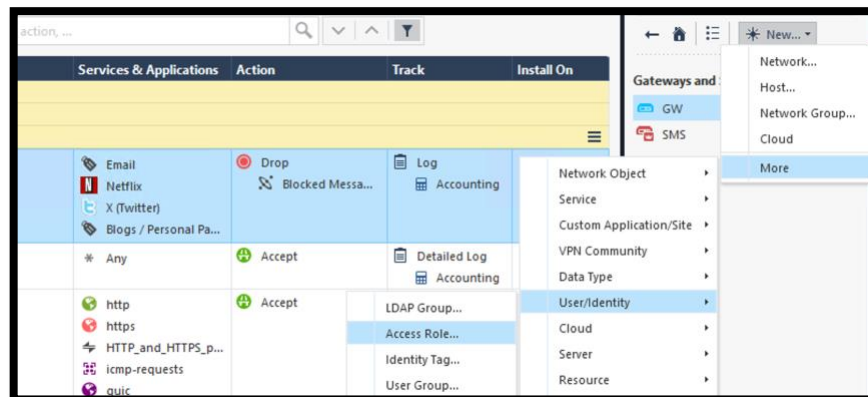 action, ...
New...
Services & Applications
Action
Track
Install On
Gateways and
GW
SMS
Network...
Host...
Network Group...
Cloud
More
Email
Netflix
X (Twitter)
Blogs / Personal Pa...
Drop
Blocked Messa...
Log
Accounting
Any
Accept
Detailed Log
Accounting
http
https
HTTP_and_HTTPS_p...
icmp-requests
quic
Accept
Network Object
Service
Custom Application/Site
VPN Community
Data Type
User/Identity
Cloud
Server
Resource
LDAP Group...
Access Role...
Identity Tag...
User Group...